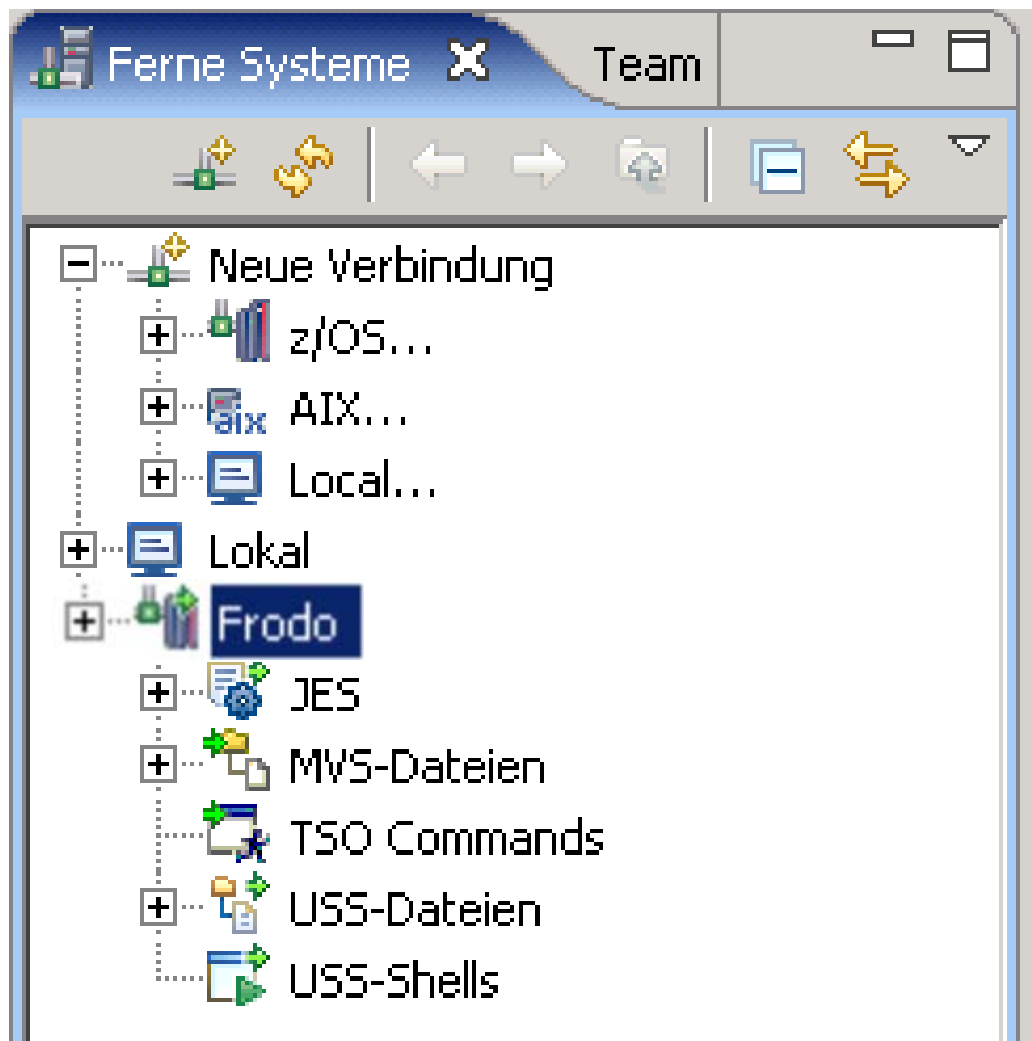 Ferne Systeme Team
Neue Verbindung
z/OS...
aix AIX...
Local...
Lokal
Frodo
JES
MVS-Dateien
TSO Commands
USS-Dateien
USS-Shells